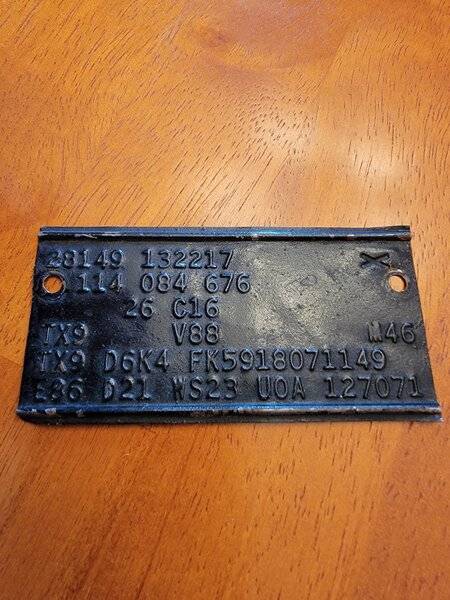 28149 132217 X
114 084 676
26 C16
TX9 V88 M46
TX9 D6K4 FK5918071149
E86 D21 WS23 U0A 127071